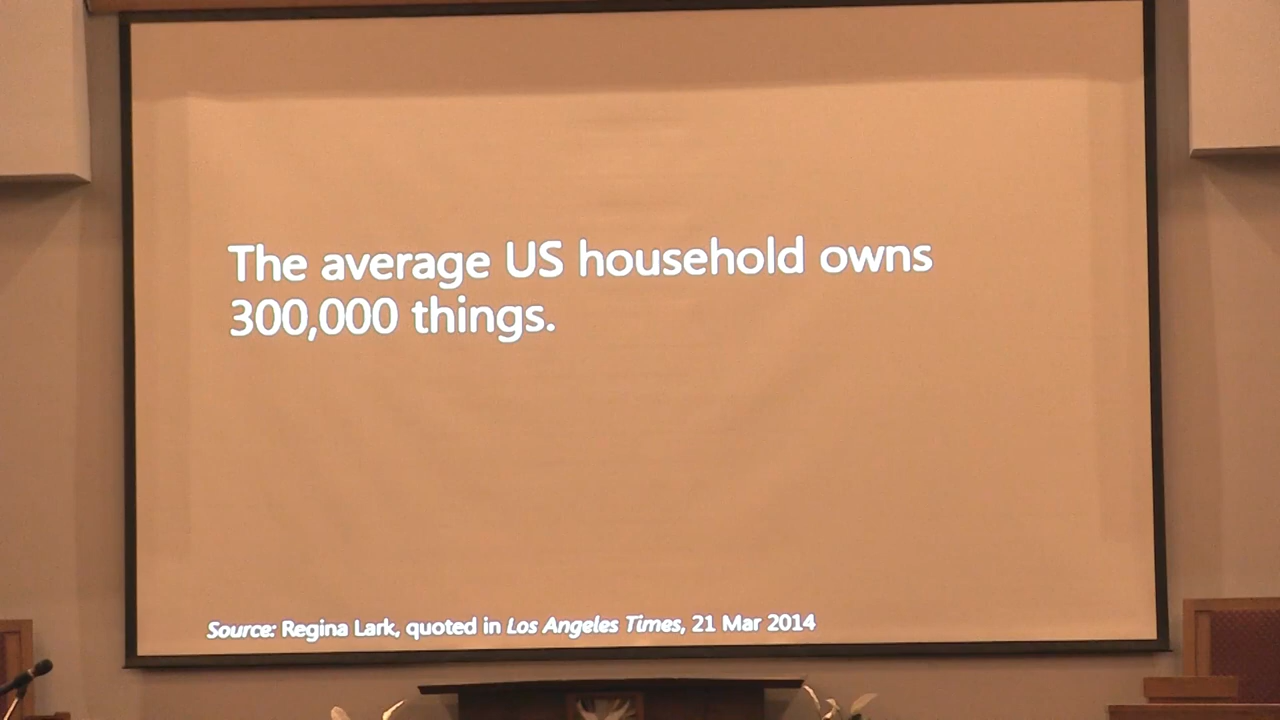 The average US household owns
300,000 things.
Source: Regina Lark, quoted in Los Angeles Times, 21 Mar 2014